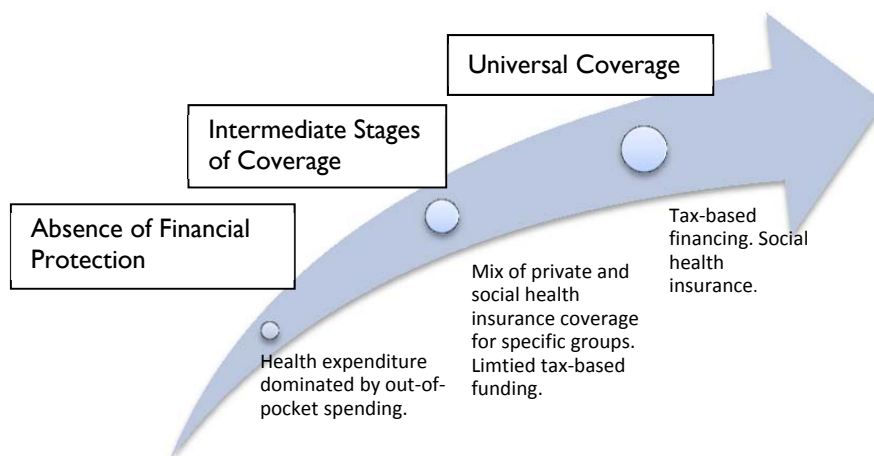 Universal Coverage
Intermediate Stages
of Coverage
Absence of Financial
Protection
Tax-based
financing. Social
health
insurance.
Mix of private and
social health
insurance coverage
for specific groups.
Limtied tax-based
funding.
Health expenditure
dominated by out-of-
pocket spending.